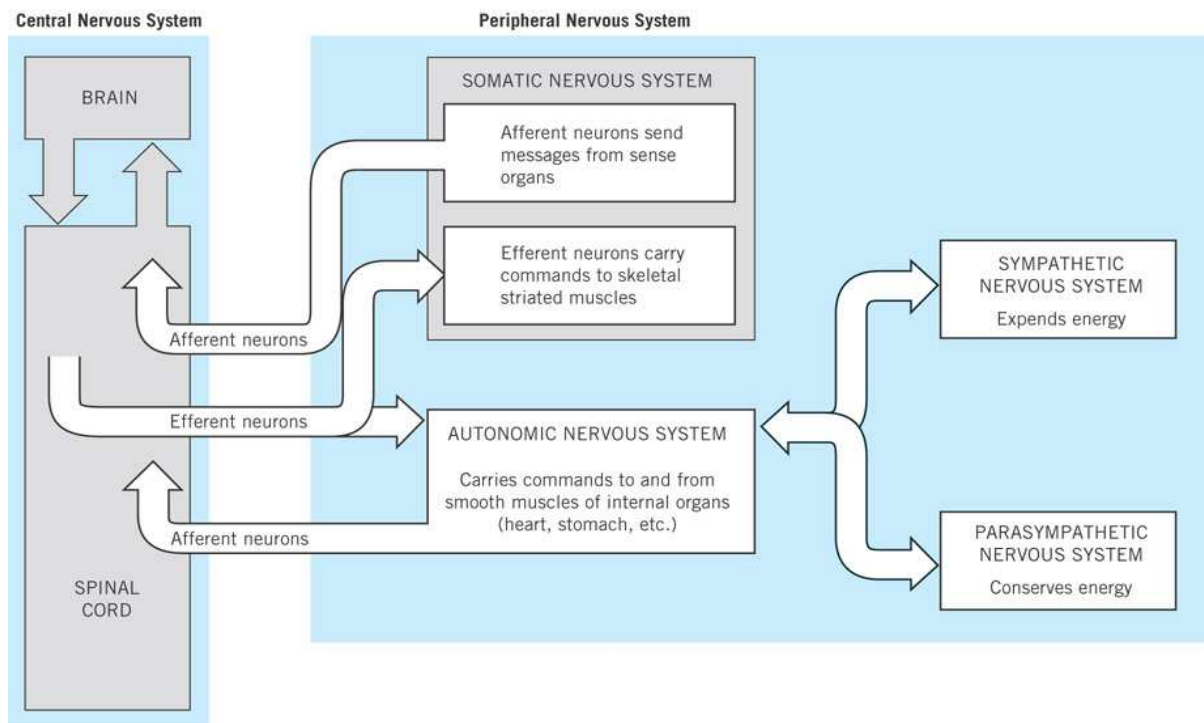 Central Nervous System
Peripheral Nervous System
BRAIN
SOMATIC NERVOUS SYSTEM
Afferent neurons send
messages from sense
organs
Efferent neurons carry
commands to skeletal
striated muscles
Afferent neurons
Efferent neurons
AUTONOMIC NERVOUS SYSTEM
Carries commands to and from
smooth muscles of internal organs
(heart, stomach, etc.)
Afferent neurons
SPINAL
CORD
SYMPATHETIC
NERVOUS SYSTEM
Expends energy
PARASYMPATHETIC
NERVOUS SYSTEM
Conserves energy